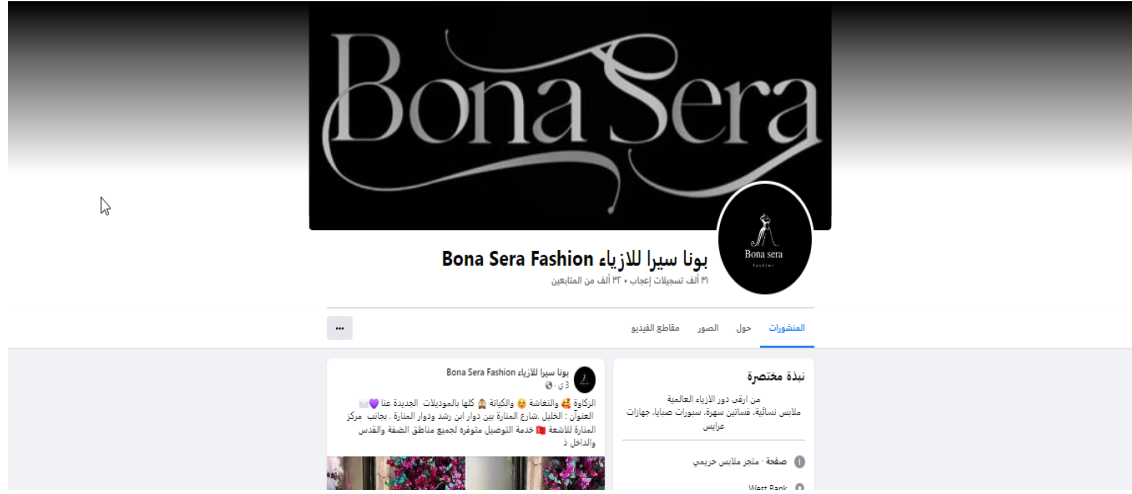 Bona Sera
Bona sera
fashion
بونا سيرا للازياء Bona Sera Fashion
٣١ ألف تسجيلات إعجاب • ٣٢ ألف من المتابعين
المنشورات
حول
الصور
مقاطع الفيديو
نبذة مختصرة
من ارقى دور الازياء العالمية
ملابس نسائية، فساتين سهرة، سبورات صبايا، جهازات
عرايس
صفحة · متجر ملابس حريمي
West Bank
بونا سيرا للازياء Bona Sera Fashion
3 ي ·
الزكاوة 🥰 والنغاشة 🥹 والكياتة 🙈 كلها بالموديلات الجديدة عنا 💜
العنوان : الخليل .شارع المنارة بين دوار ابن رشد ودوار المنارة . بجانب مركز
المنارة للاشعة 🇹🇷 خدمة التوصيل متوفره لجميع مناطق الضفة والقدس
والداخل ذ